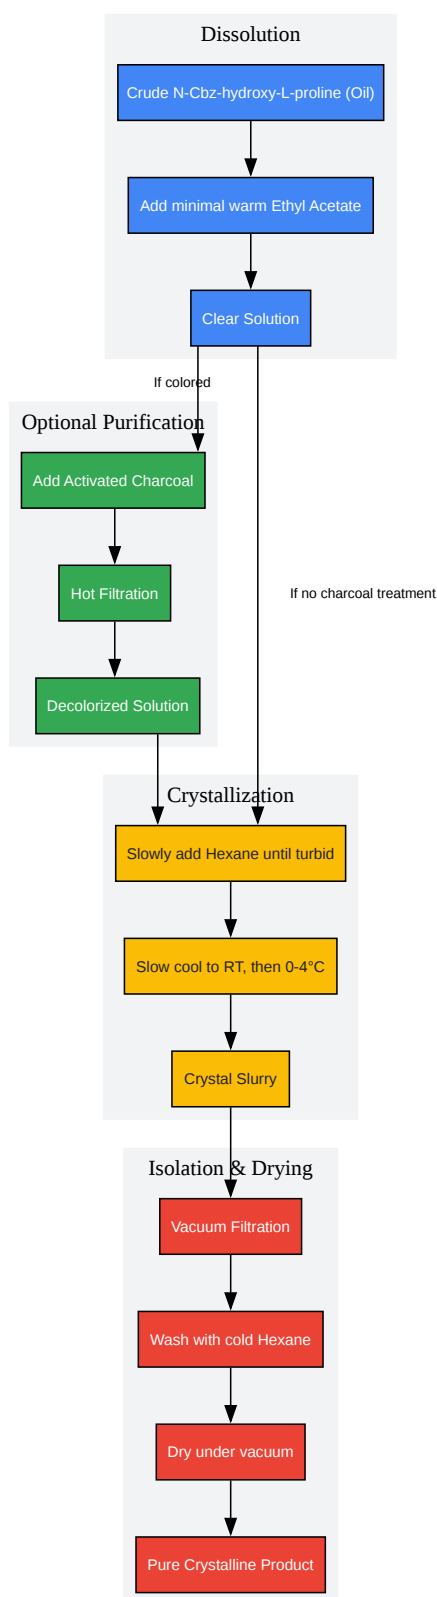 Dissolution
Crude N-Cbz-hydroxy-L-proline (Oil)
Add minimal warm Ethyl Acetate
Clear Solution
If colored
Optional Purification
Add Activated Charcoal
Hot Filtration
If no charcoal treatment
Decolorized Solution
Crystallization
Slowly add Hexane until turbid
Slow cool to RT, then 0-4°C
Crystal Slurry
Isolation & Drying
Vacuum Filtration
Wash with cold Hexane
Dry under vacuum
Pure Crystalline Product